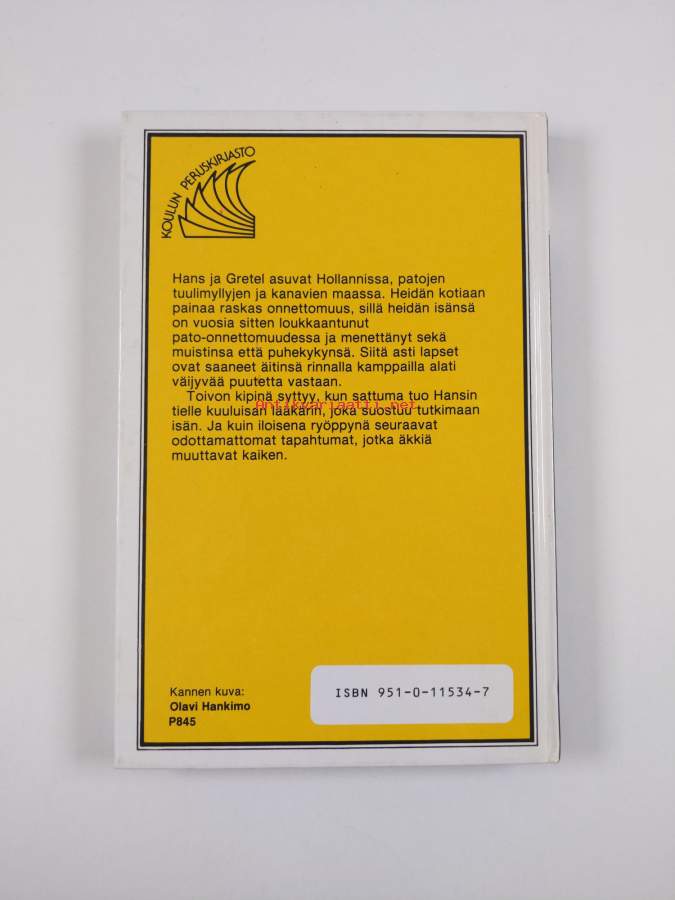 KOULUN PERUSKIRJASTO
Hans ja Gretel asuvat Hollannissa, patojen
tuulimyllyjen ja kanavien maassa. Heidän kotiaan
painaa raskas onnettomuus, sillä heidän isänsä
on vuosia sitten loukkaantunut
pato-onnettomuudessa ja menettänyt sekä
muistinsa että puhekykynsä. Siitä asti lapset
ovat saaneet äitinsä rinnalla kamppailla alati
väijyvää puutetta vastaan.
Toivon kipinä syttyy, kun sattuma tuo Hansin
Antikvariaatti.net
tielle kuuluisan lääkärin, joka suostuu tutkimaan
isän. Ja kuin iloisena ryöppynä seuraavat
odottamattomat tapahtumat, jotka äkkiä
muuttavat kaiken.
Kannen kuva:
Olavi Hankimo
P845
ISBN 951-0-11534-7